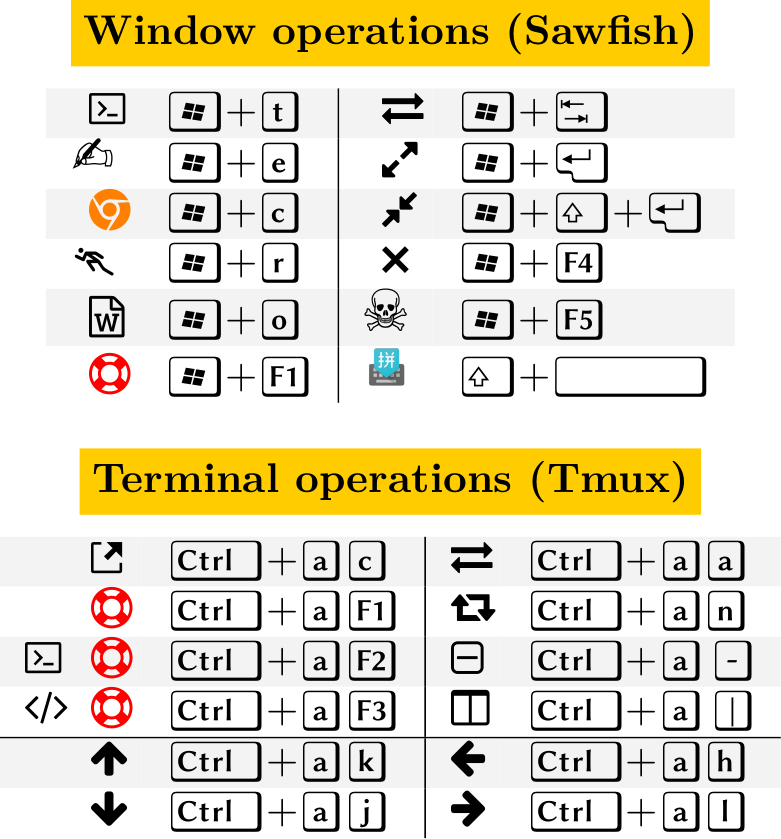 Window operations (Sawfish)
+ t +
+ e +
+ c + +
+ r + F4
W + o + F5
+ F1 拼 +
Terminal operations (Tmux)
Ctrl + a c Ctrl + a a
Ctrl + a F1 Ctrl + a n
>_ Ctrl + a F2 Ctrl + a -
</> Ctrl + a F3 Ctrl + a |
Ctrl + a k Ctrl + a h
Ctrl + a j Ctrl + a l